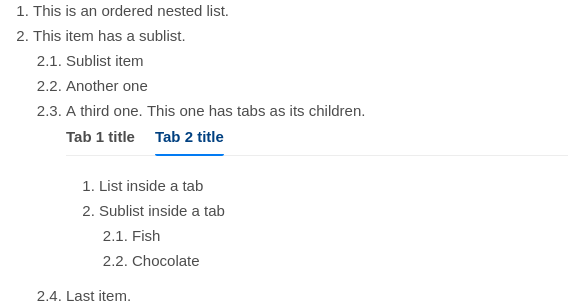 1. This is an ordered nested list.
2. This item has a sublist.
2.1. Sublist item
2.2. Another one
2.3. A third one. This one has tabs as its children.
Tab 1 title Tab 2 title
1. List inside a tab
2. Sublist inside a tab
2.1. Fish
2.2. Chocolate
2.4. Last item.